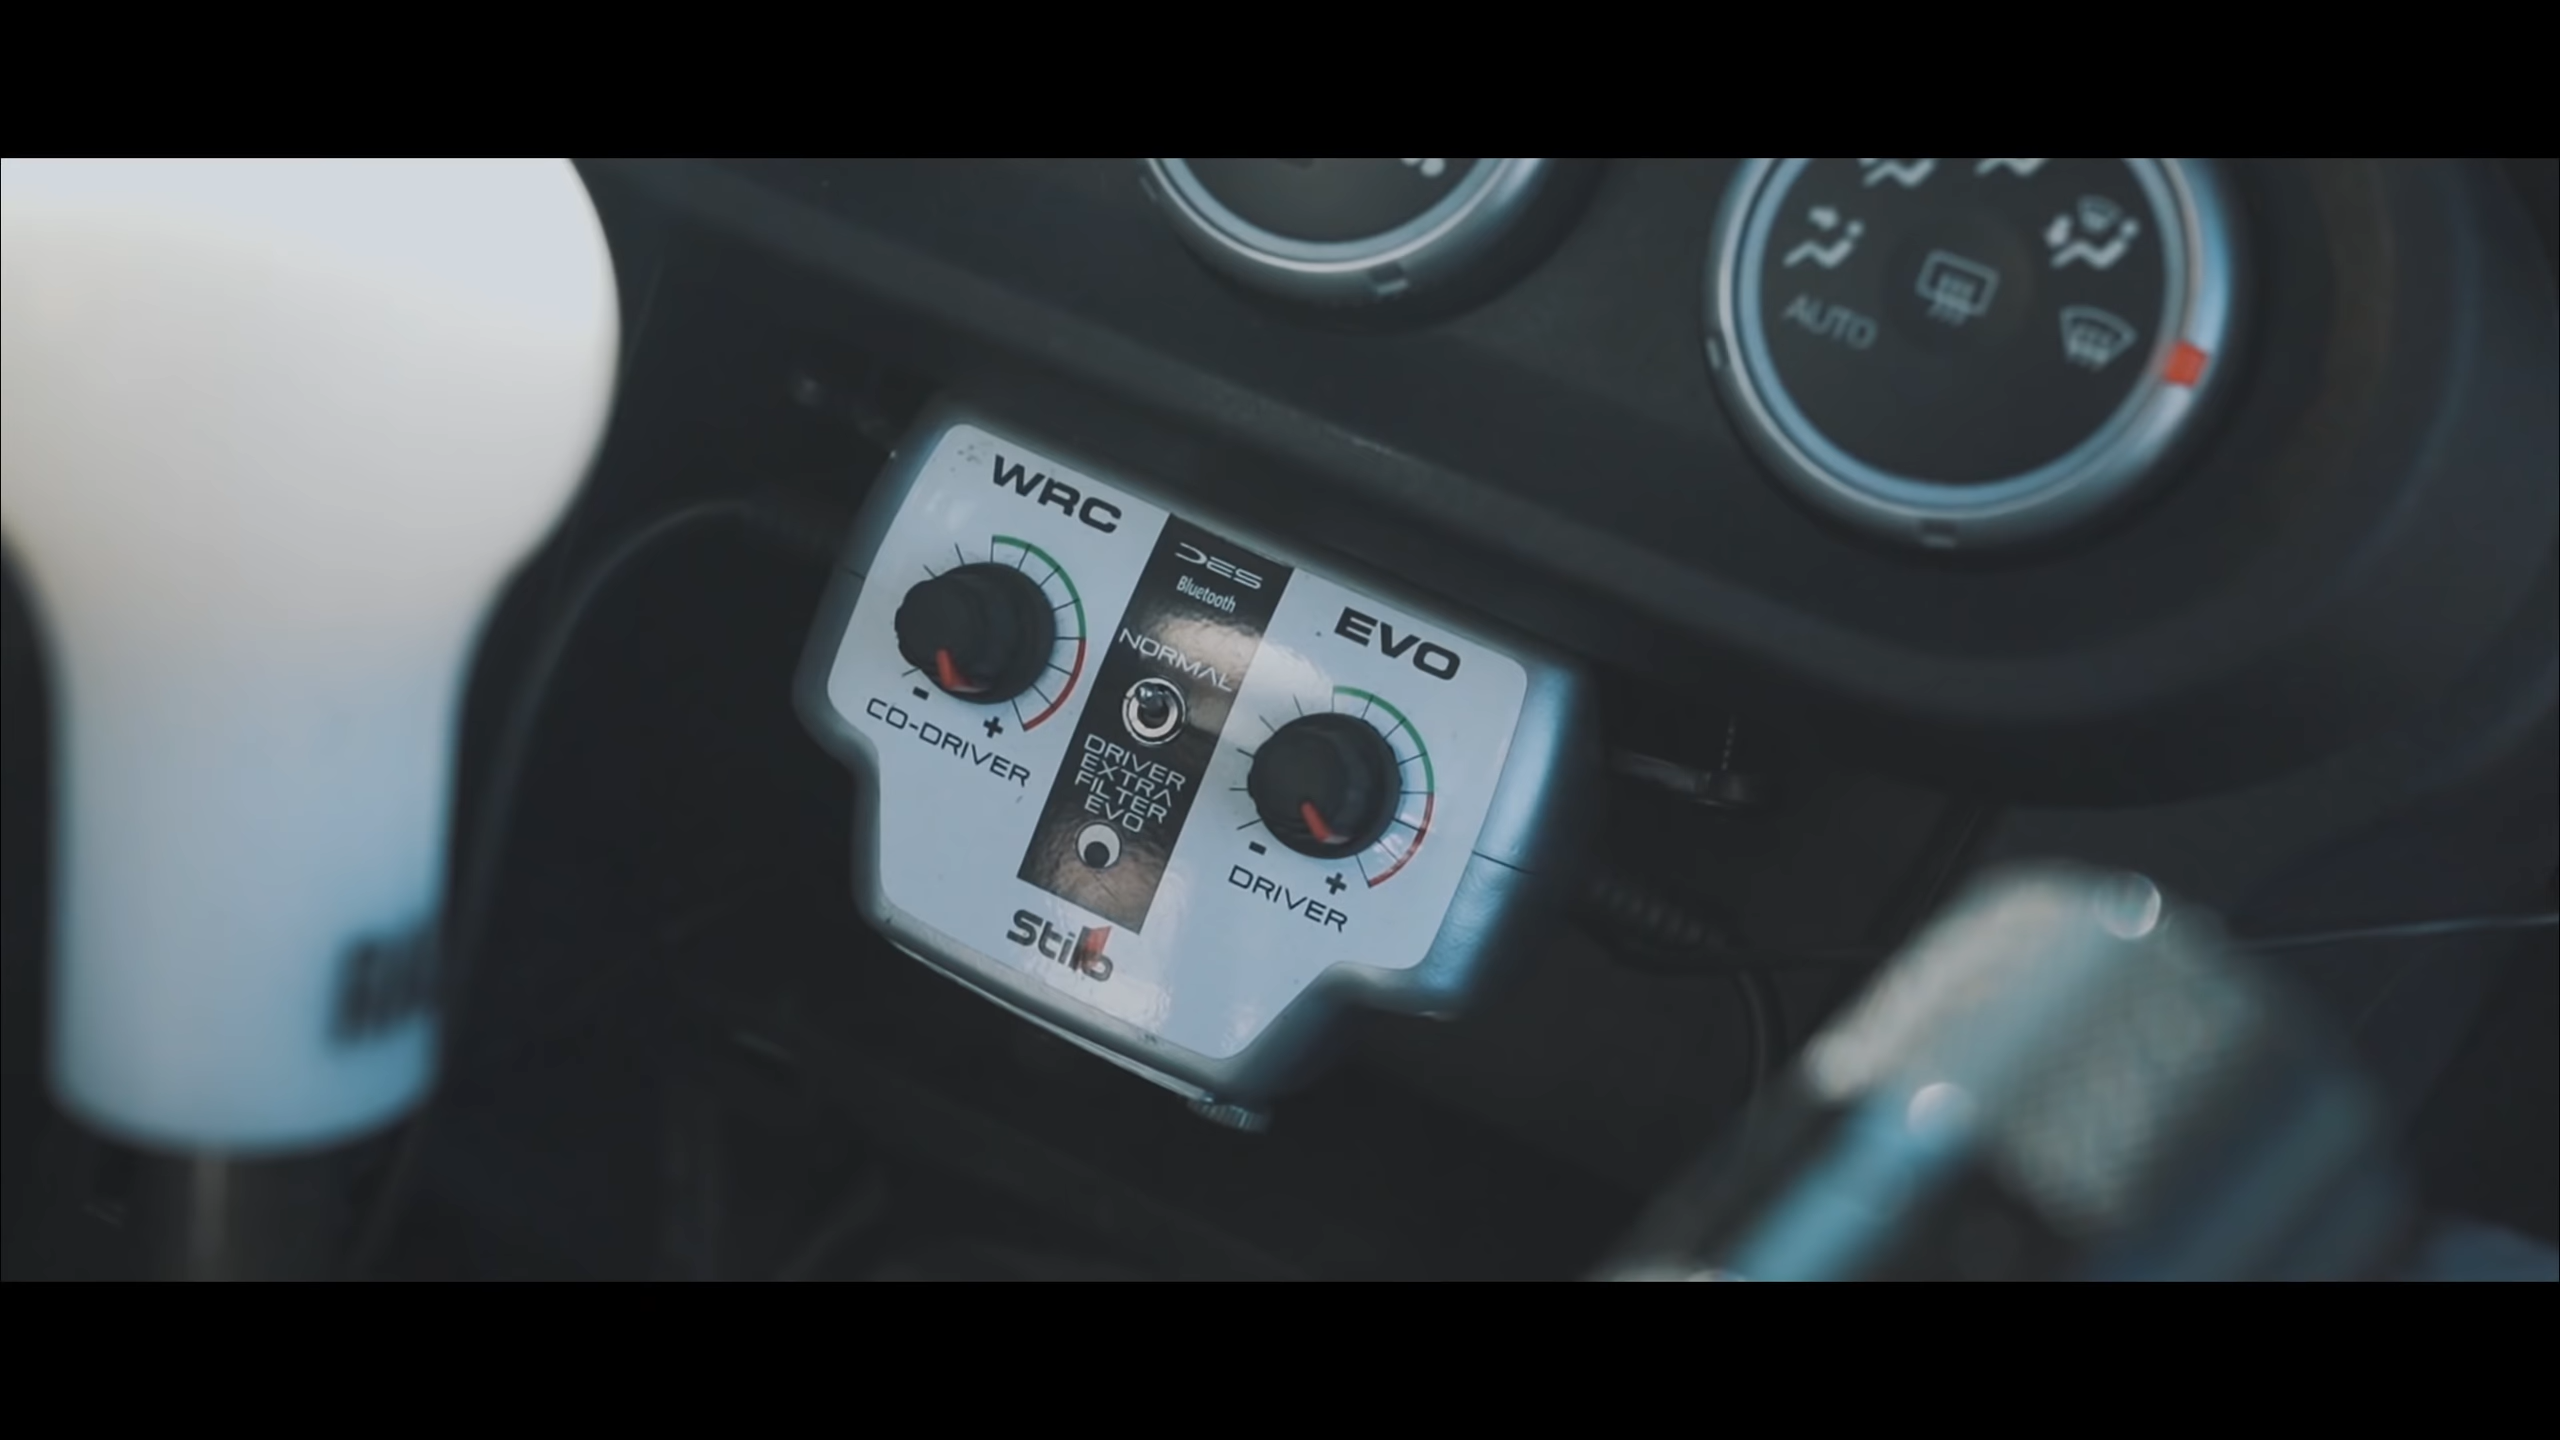 AUTO
WRC
DES
Bluetooth
EVO
NORMAL
- +
CO-DRIVER
DRIVER
EXTRA
FILTER
EVO
- +
DRIVER
Stilo